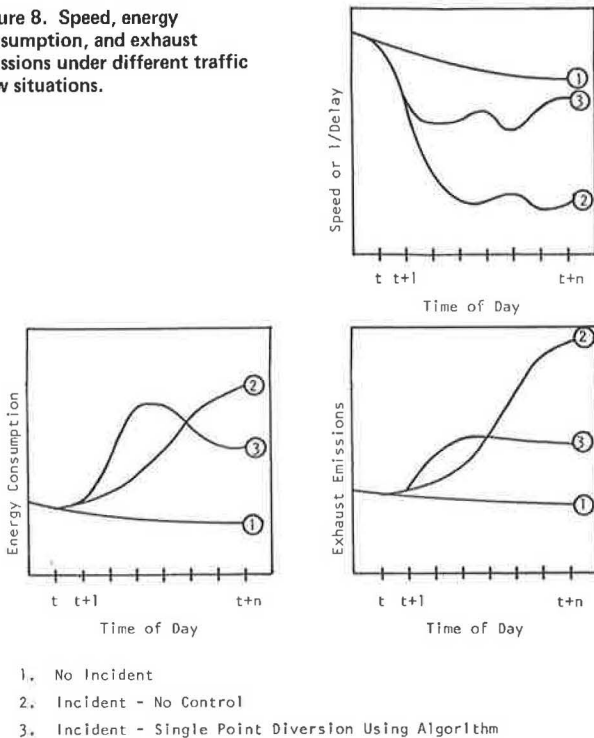 ure 8. Speed, energy
sumption, and exhaust
ssions under different traffic
w situations.
Speed or 1/Delay
1
3
2
t t+1 t+n
Time of Day
Energy Consumption
2
3
1
t t+1 t+n
Time of Day
Exhaust Emissions
2
3
1
t t+1 t+n
Time of Day
1. No Incident
2. Incident - No Control
3. Incident - Single Point Diversion Using Algorithm